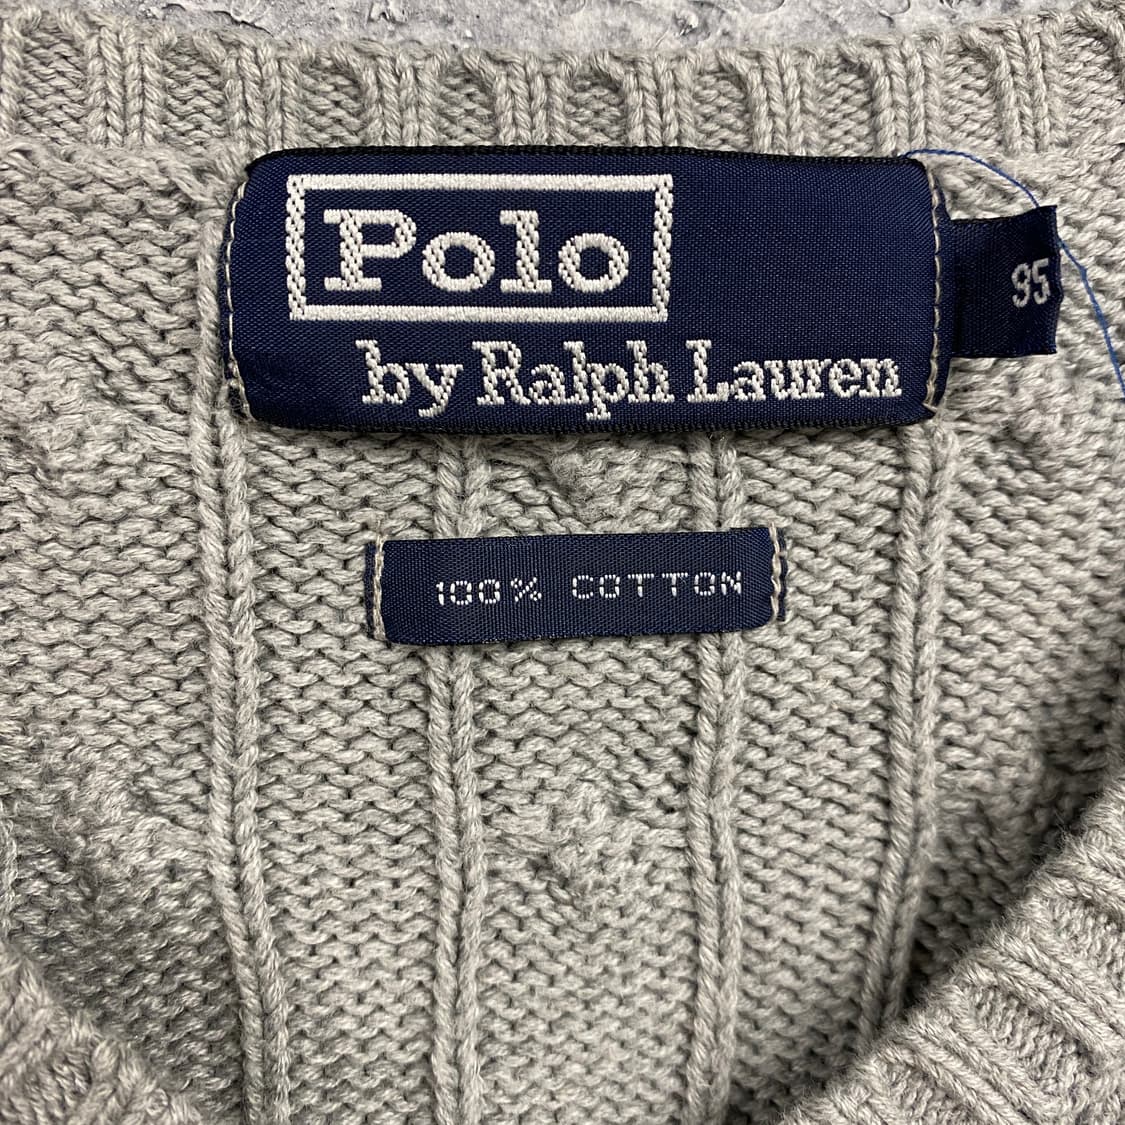 Polo
by Ralph Lauren
95
100% COTTON